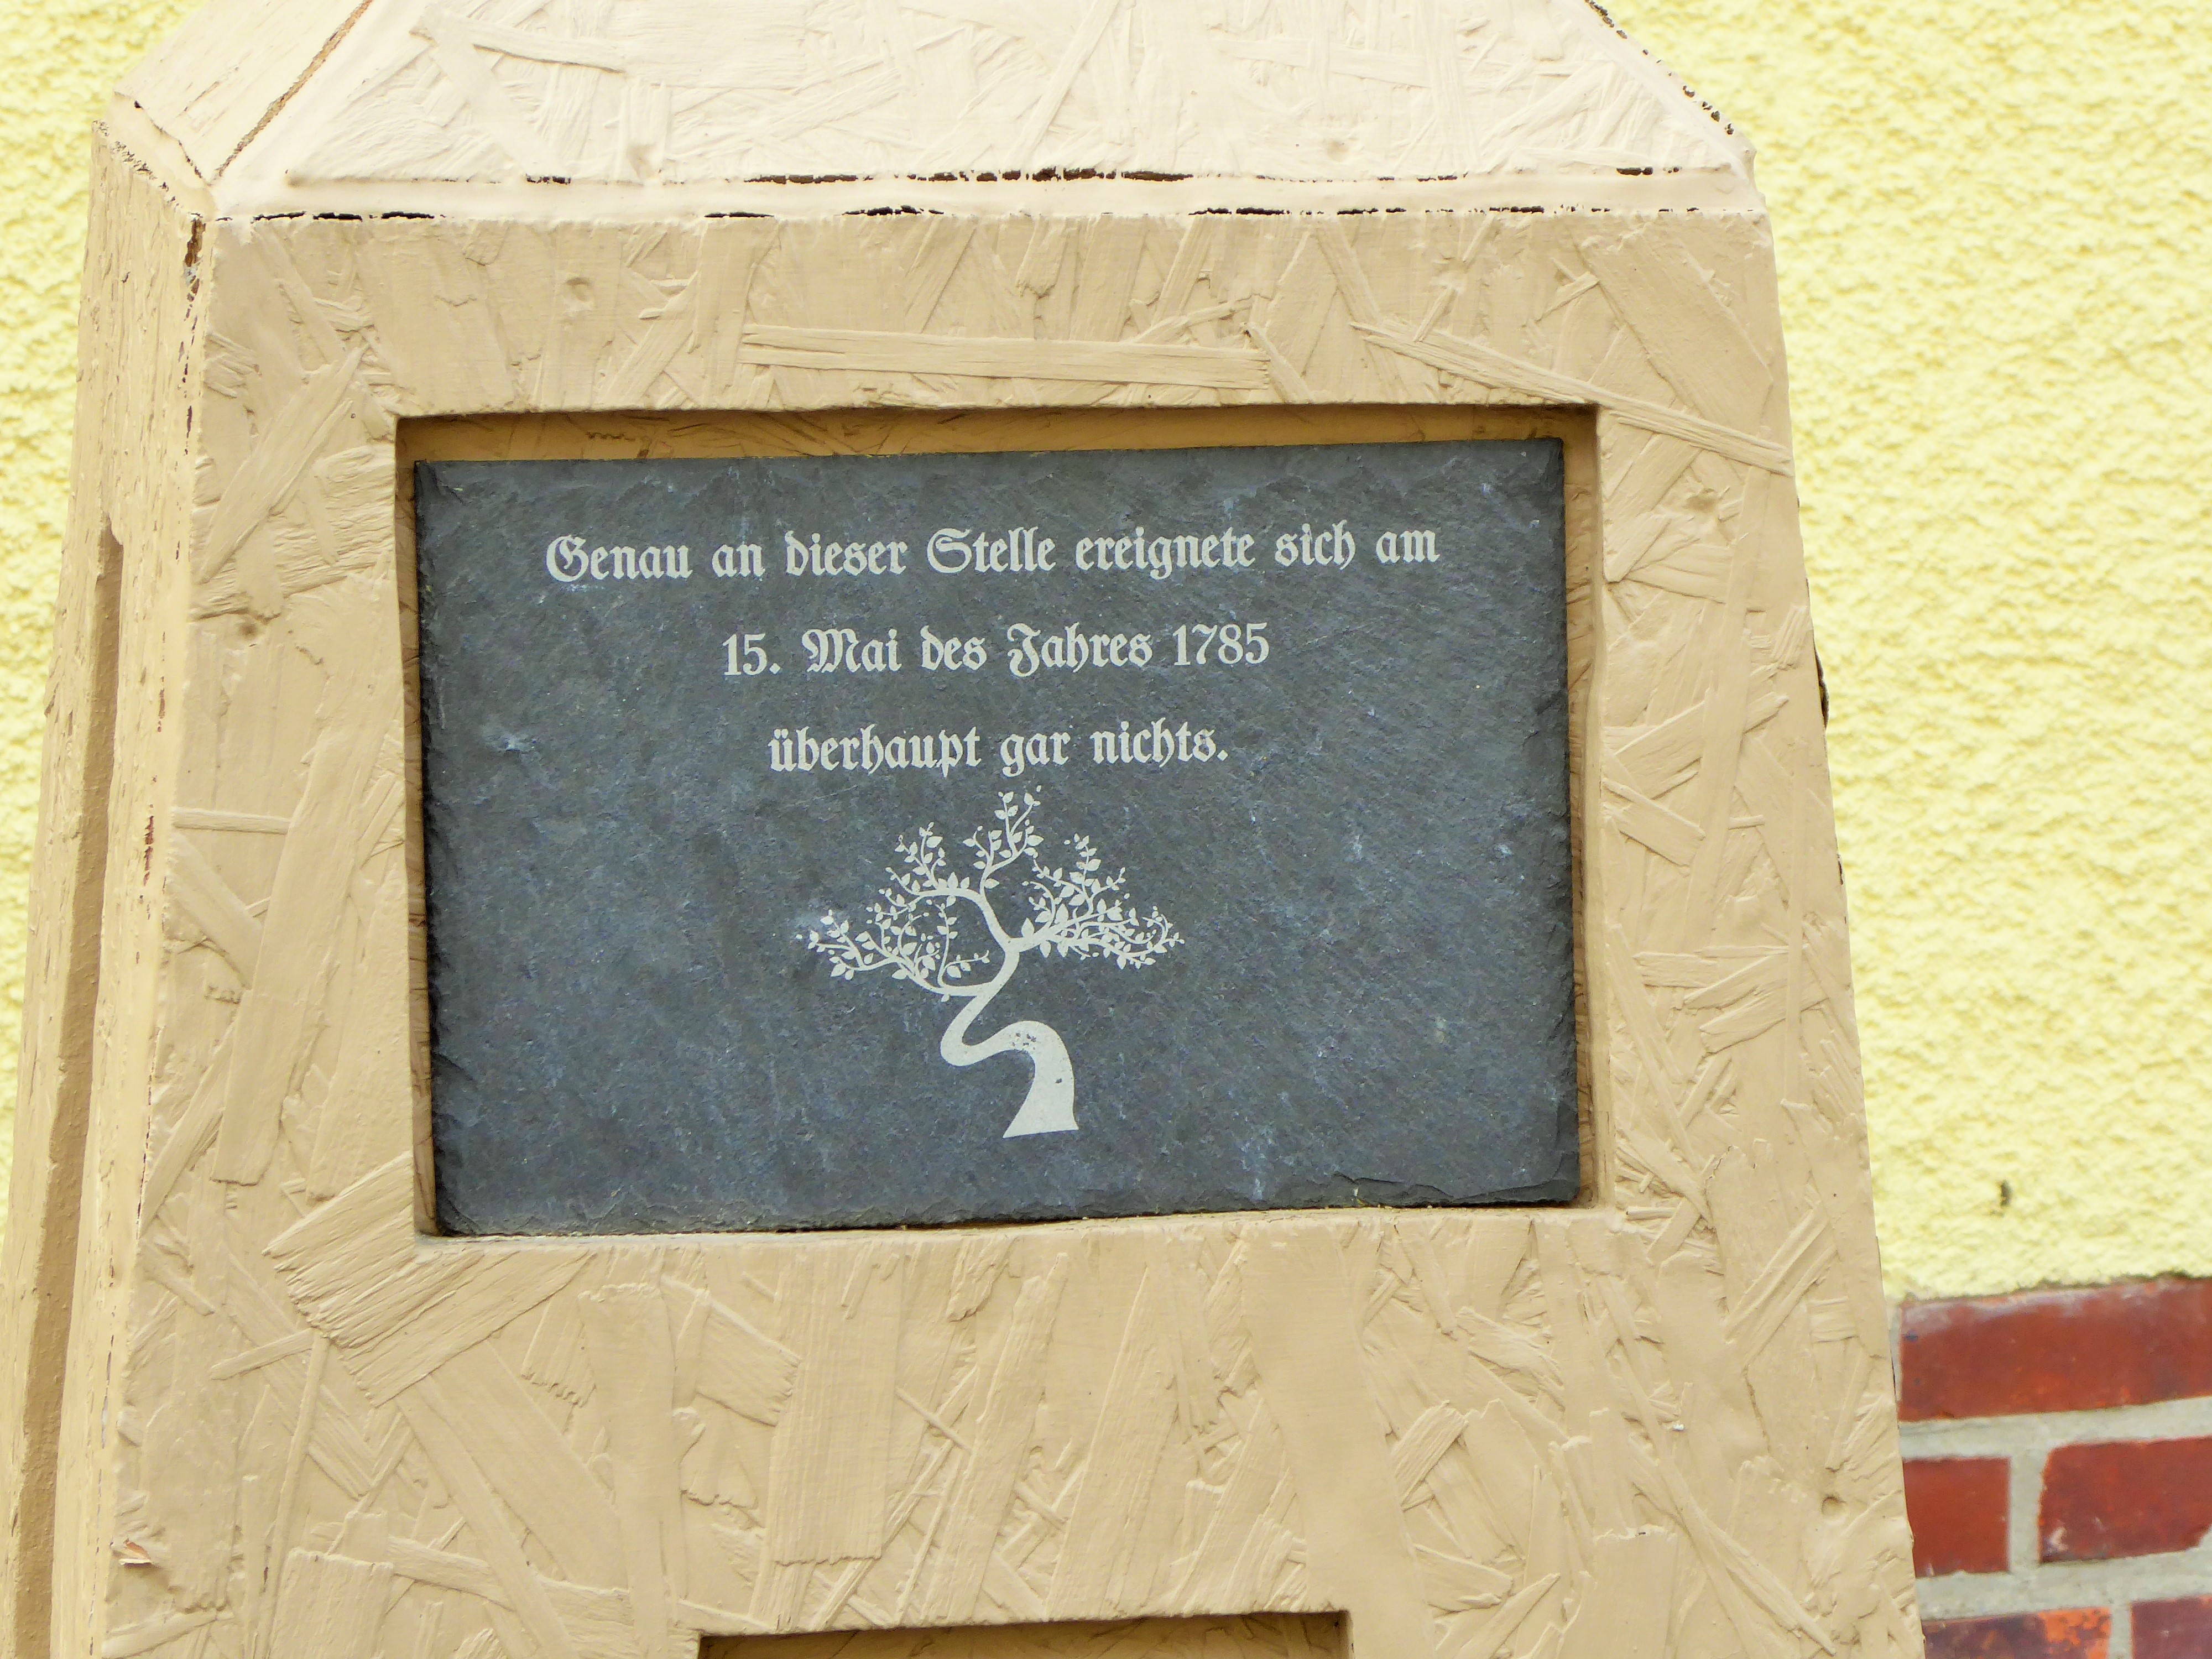 Genau an dieser Stelle ereignete sich am
15. Mai des Jahres 1785
überhaupt gar nichts.